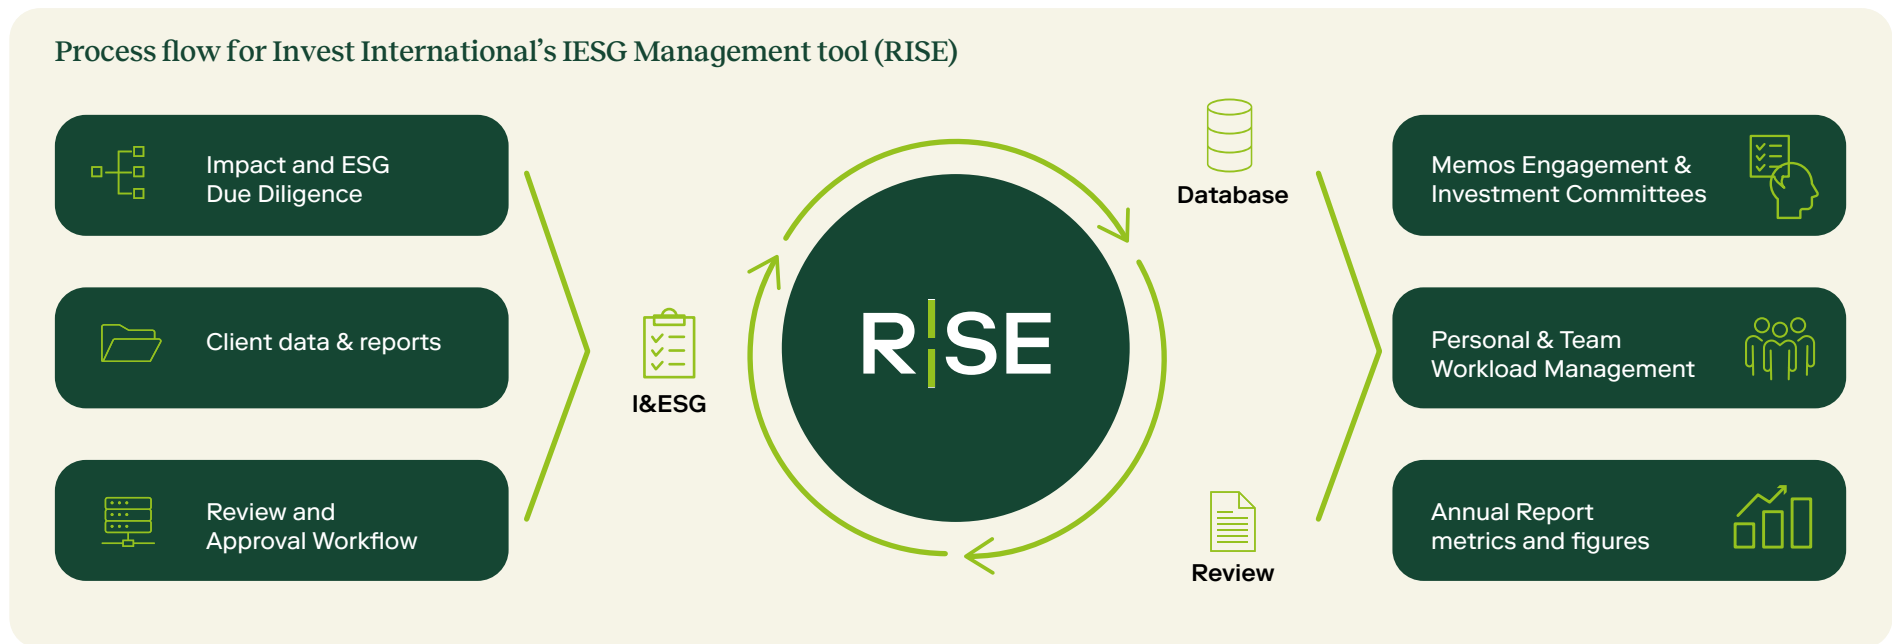 Process flow for Invest International’s IESG Management tool (RISE)
Impact and ESG
Due Diligence
Client data & reports
Review and
Approval Workflow
I&ESG
RISE
Database
Review
Memos Engagement &
Investment Committees
Personal & Team
Workload Management
Annual Report
metrics and figures